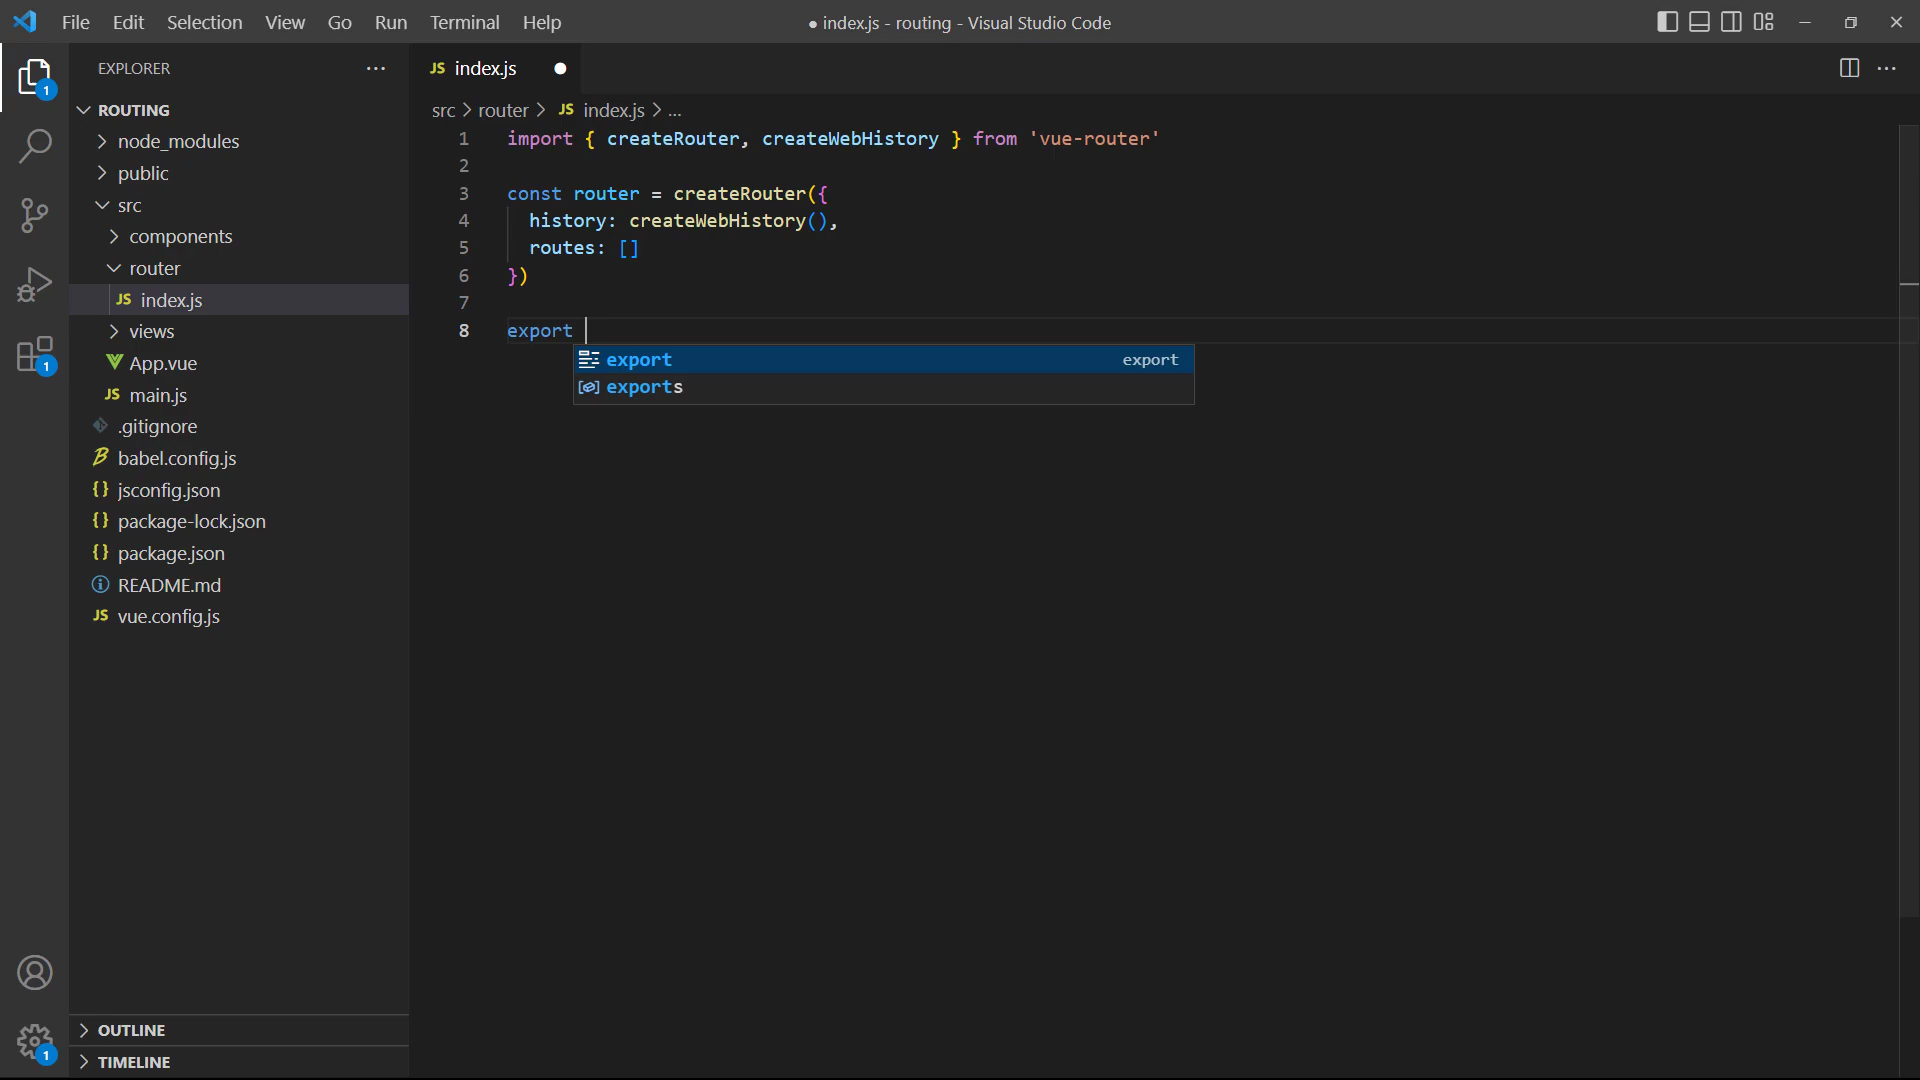 File Edit Selection View Go Run Terminal Help
● index.js - routing - Visual Studio Code
EXPLORER
ROUTING
node_modules
public
src
components
router
JS index.js
views
App.vue
JS main.js
.gitignore
babel.config.js
{} jsconfig.json
{} package-lock.json
{} package.json
README.md
JS vue.config.js
OUTLINE
TIMELINE
1
1
1
JS index.js ●
src > router > JS index.js > ...
1 import { createRouter, createWebHistory } from 'vue-router'
2
3 const router = createRouter({
4 history: createWebHistory(),
5 routes: []
6 })
7
8 export
export export
exports